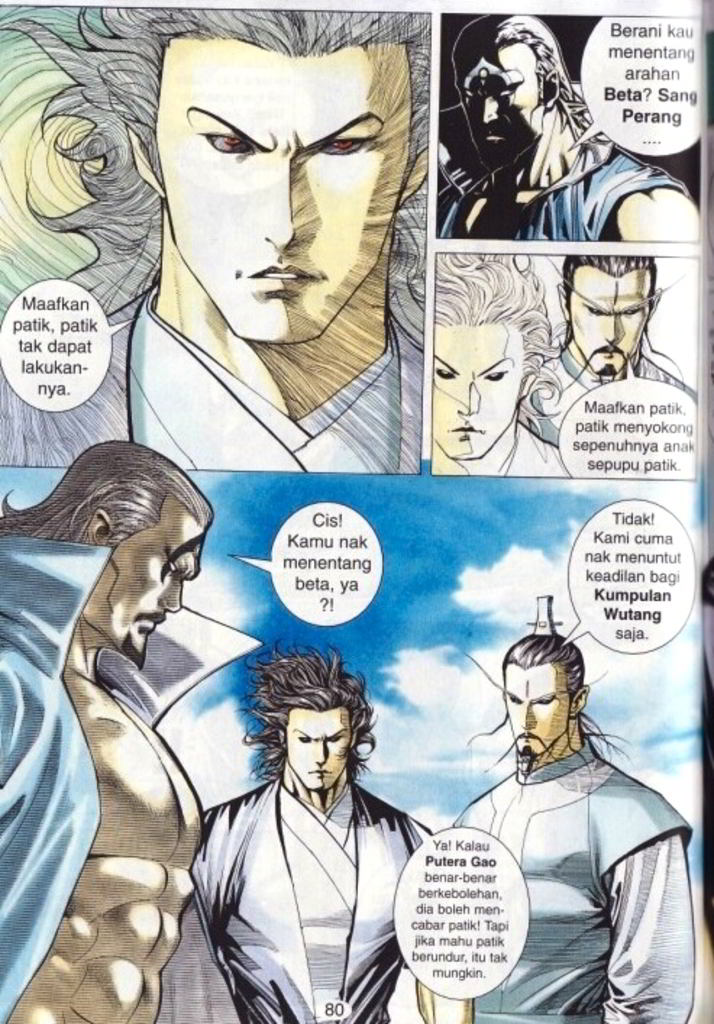 Maafkan
patik, patik
tak dapat
lakukan-
nya.
Berani kau
menentang
arahan
Beta? Sang
Perang
....
Maafkan patik,
patik menyokong
sepenuhnya anak
sepupu patik.
Cis!
Kamu nak
menentang
beta, ya
?!
Tidak!
Kami cuma
nak menuntut
keadilan bagi
Kumpulan
Wutang
saja.
Ya! Kalau
Putera Gao
benar-benar
berkebolehan,
dia boleh men-
cabar patik! Tapi
jika mahu patik
berundur, itu tak
mungkin.
80